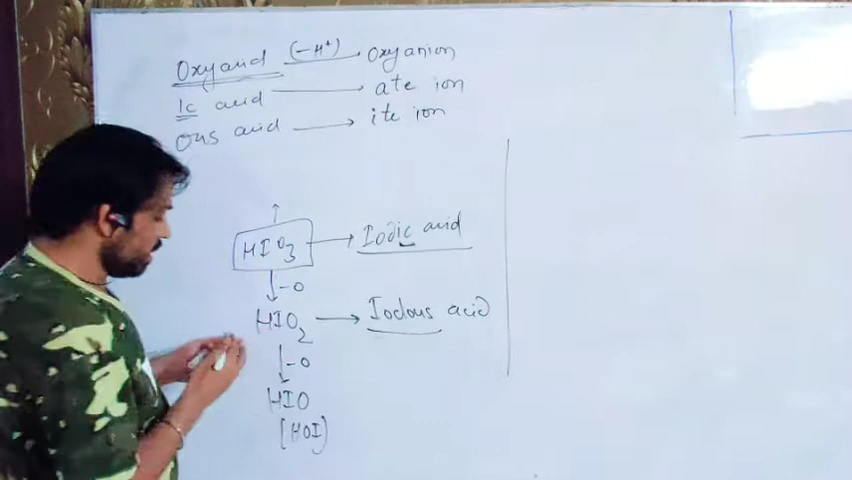 Oxyacid (-H⁺) Oxyanion
Ic acid → ate ion
Ous acid → ite ion
HIO₃ → Iodic acid
↓ -O
HIO₂ → Iodous acid
↓ -O
HIO
[HOI]